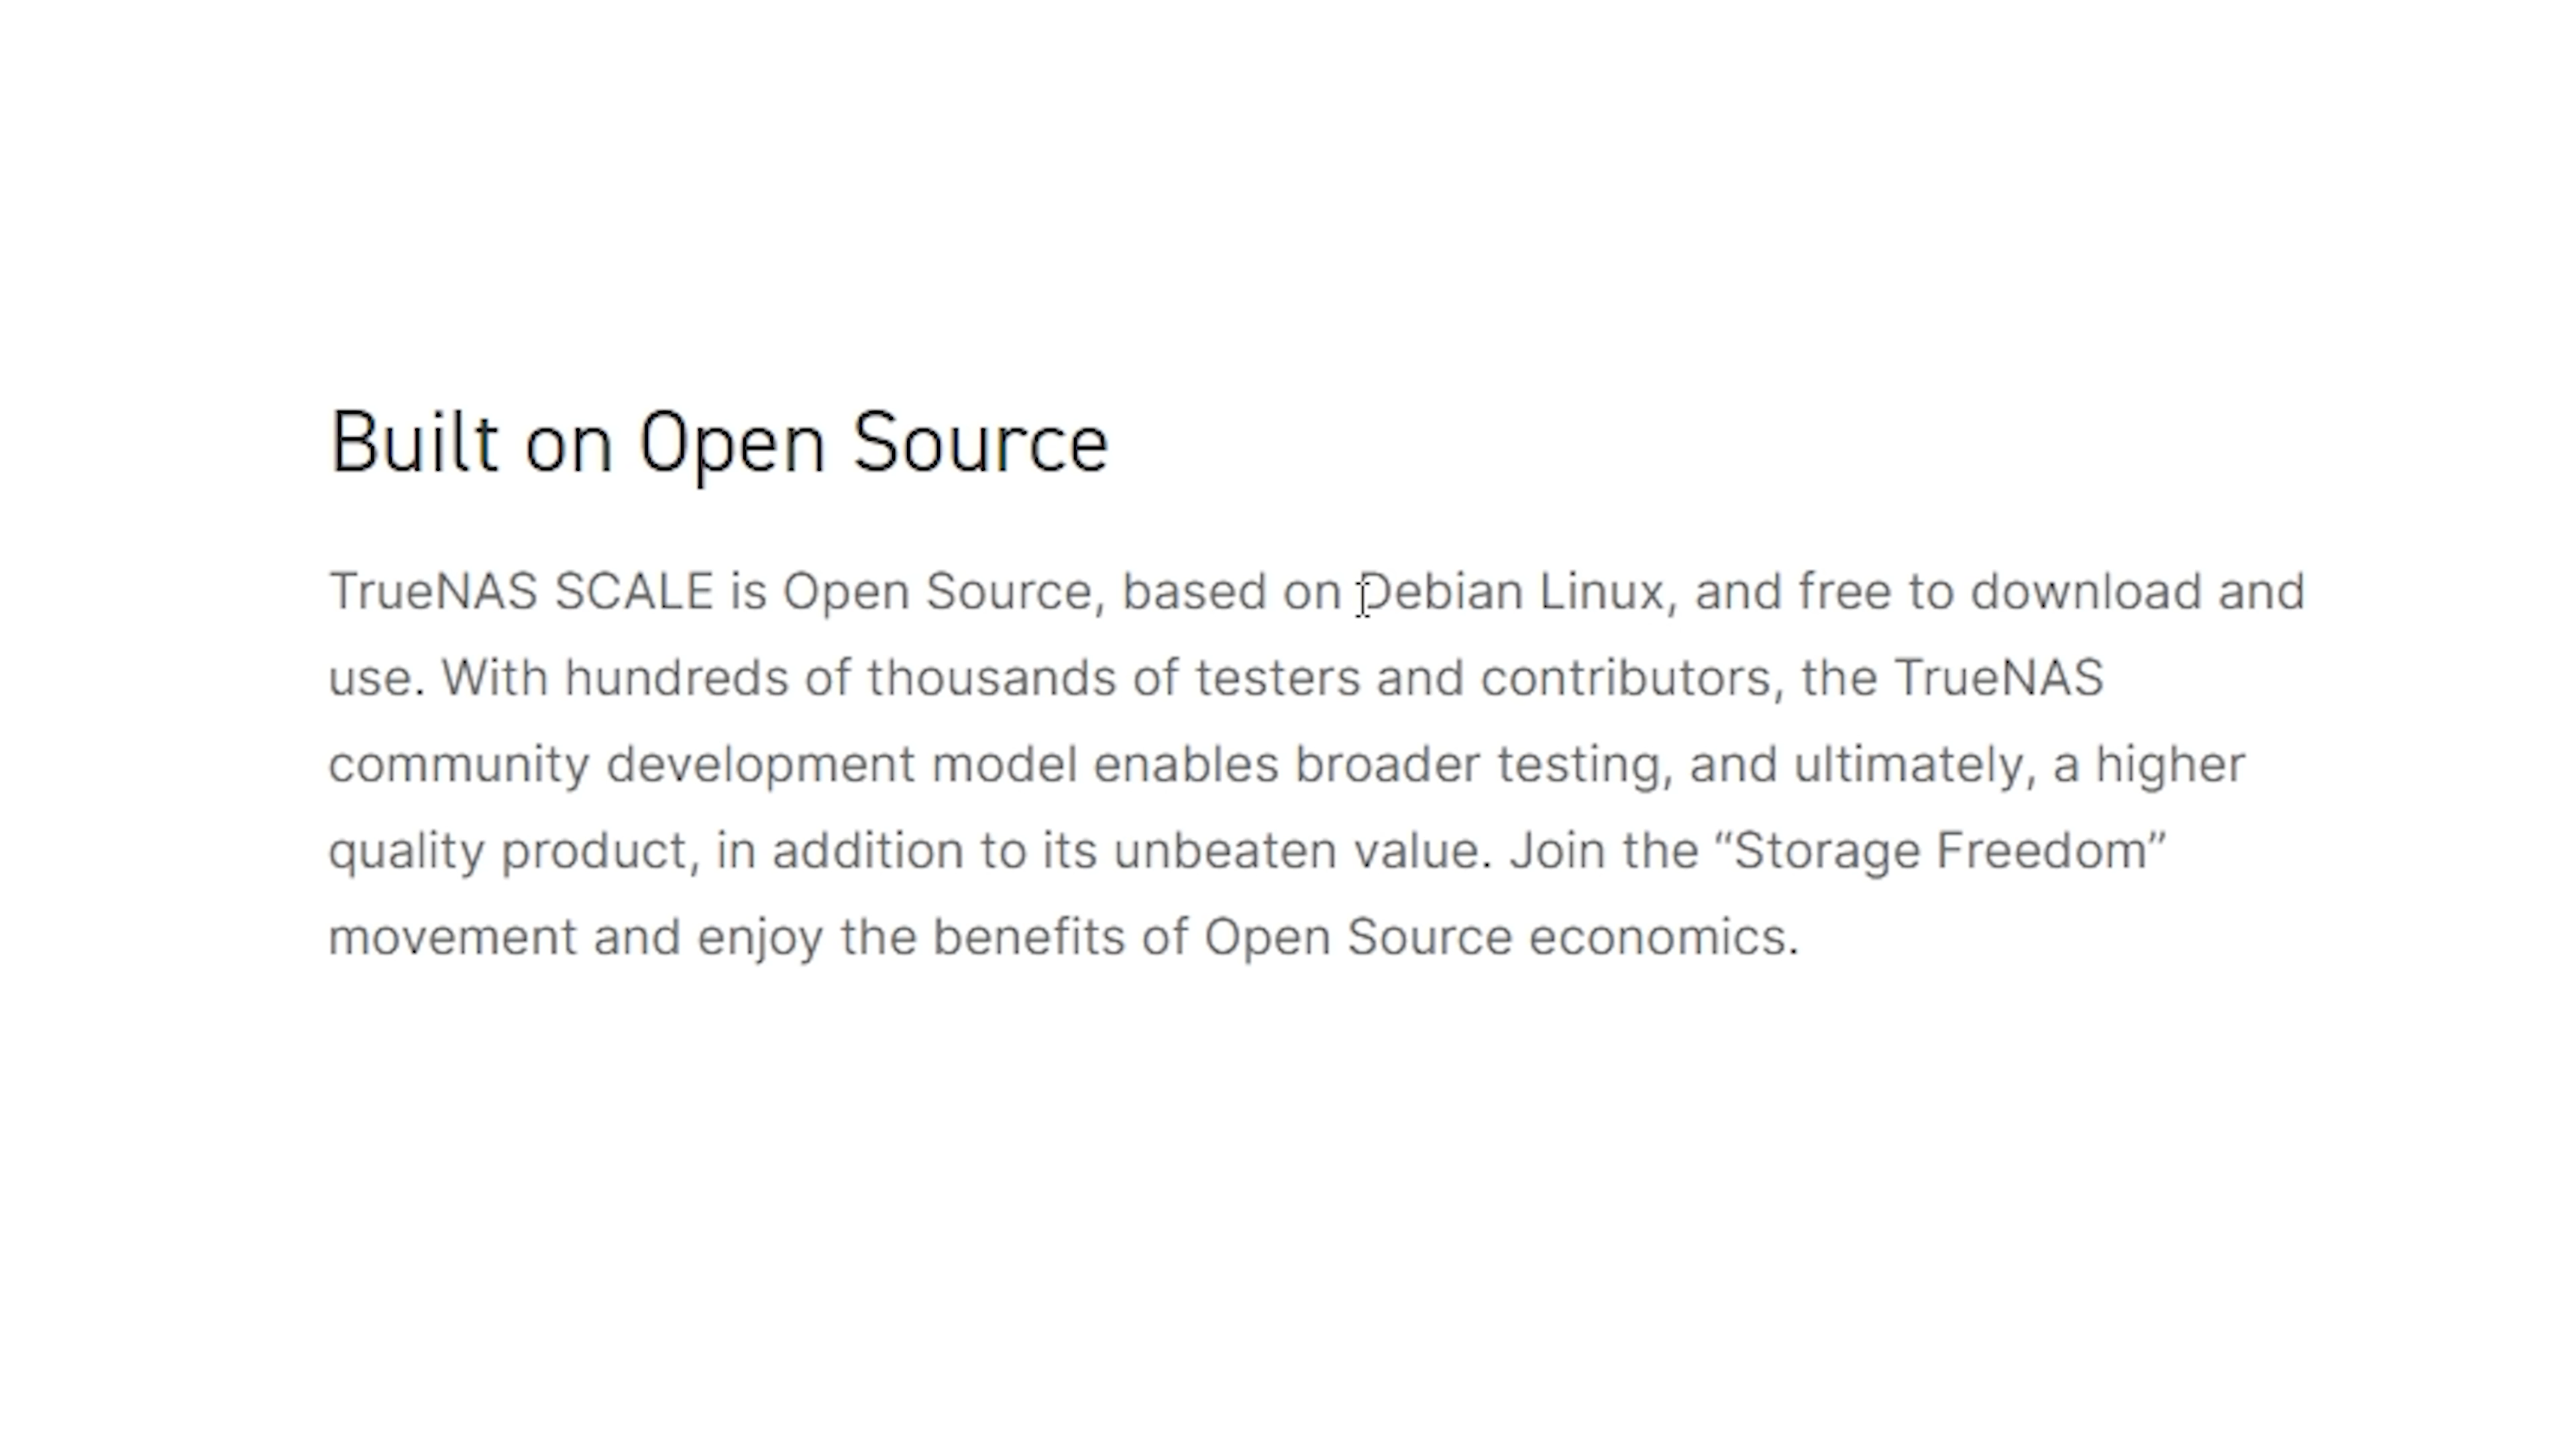 Built on Open Source
TrueNAS SCALE is Open Source, based on Debian Linux, and free to download and
use. With hundreds of thousands of testers and contributors, the TrueNAS
community development model enables broader testing, and ultimately, a higher
quality product, in addition to its unbeaten value. Join the “Storage Freedom”
movement and enjoy the benefits of Open Source economics.